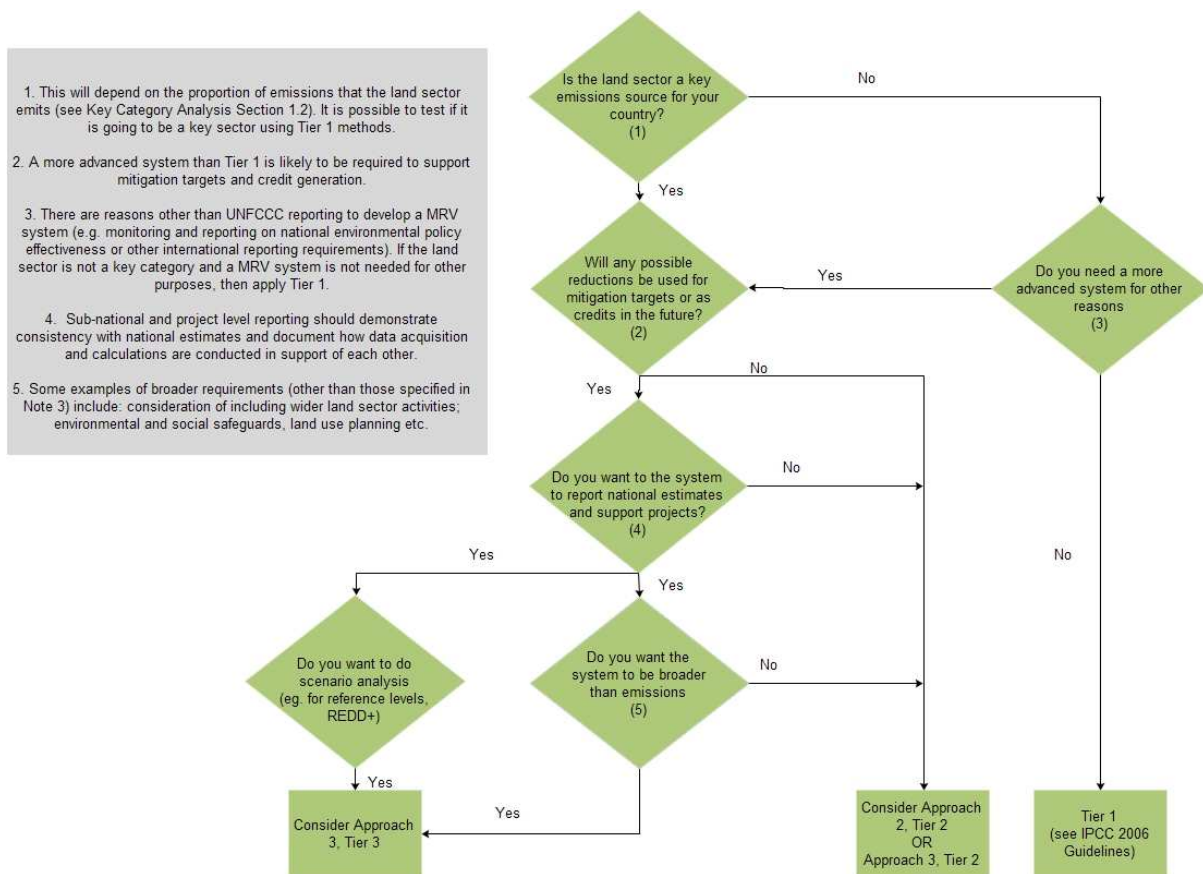 1. This will depend on the proportion of emissions that the land sector
emits (see Key Category Analysis Section 1.2). It is possible to test if it
is going to be a key sector using Tier 1 methods.
2. A more advanced system than Tier 1 is likely to be required to support
mitigation targets and credit generation.
3. There are reasons other than UNFCCC reporting to develop a MRV
system (e.g. monitoring and reporting on national environmental policy
effectiveness or other international reporting requirements). If the land
sector is not a key category and a MRV system is not needed for other
purposes, then apply Tier 1.
4. Sub-national and project level reporting should demonstrate
consistency with national estimates and document how data acquisition
and calculations are conducted in support of each other.
5. Some examples of broader requirements (other than those specified in
Note 3) include: consideration of including wider land sector activities;
environmental and social safeguards, land use planning etc.
Is the land sector a key
emissions source for your
country?
(1)
No
Yes
Will any possible
reductions be used for
mitigation targets or as
credits in the future?
(2)
Yes
Do you need a more
advanced system for other
reasons
(3)
No
Yes
Do you want to the system
to report national estimates
and support projects?
(4)
No
No
Yes
Yes
Do you want to do
scenario analysis
(eg. for reference levels,
REDD+)
Do you want the
system to be broader
than emissions
(5)
No
Yes
Yes
Consider Approach
3, Tier 3
Consider Approach
2, Tier 2
OR
Approach 3, Tier 2
Tier 1
(see IPCC 2006
Guidelines)